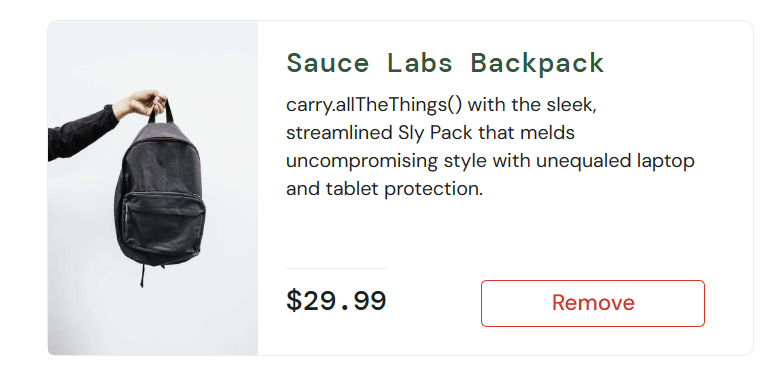 Sauce Labs Backpack
carry.allTheThings() with the sleek,
streamlined Sly Pack that melds
uncompromising style with unequaled laptop
and tablet protection.
$29.99
Remove